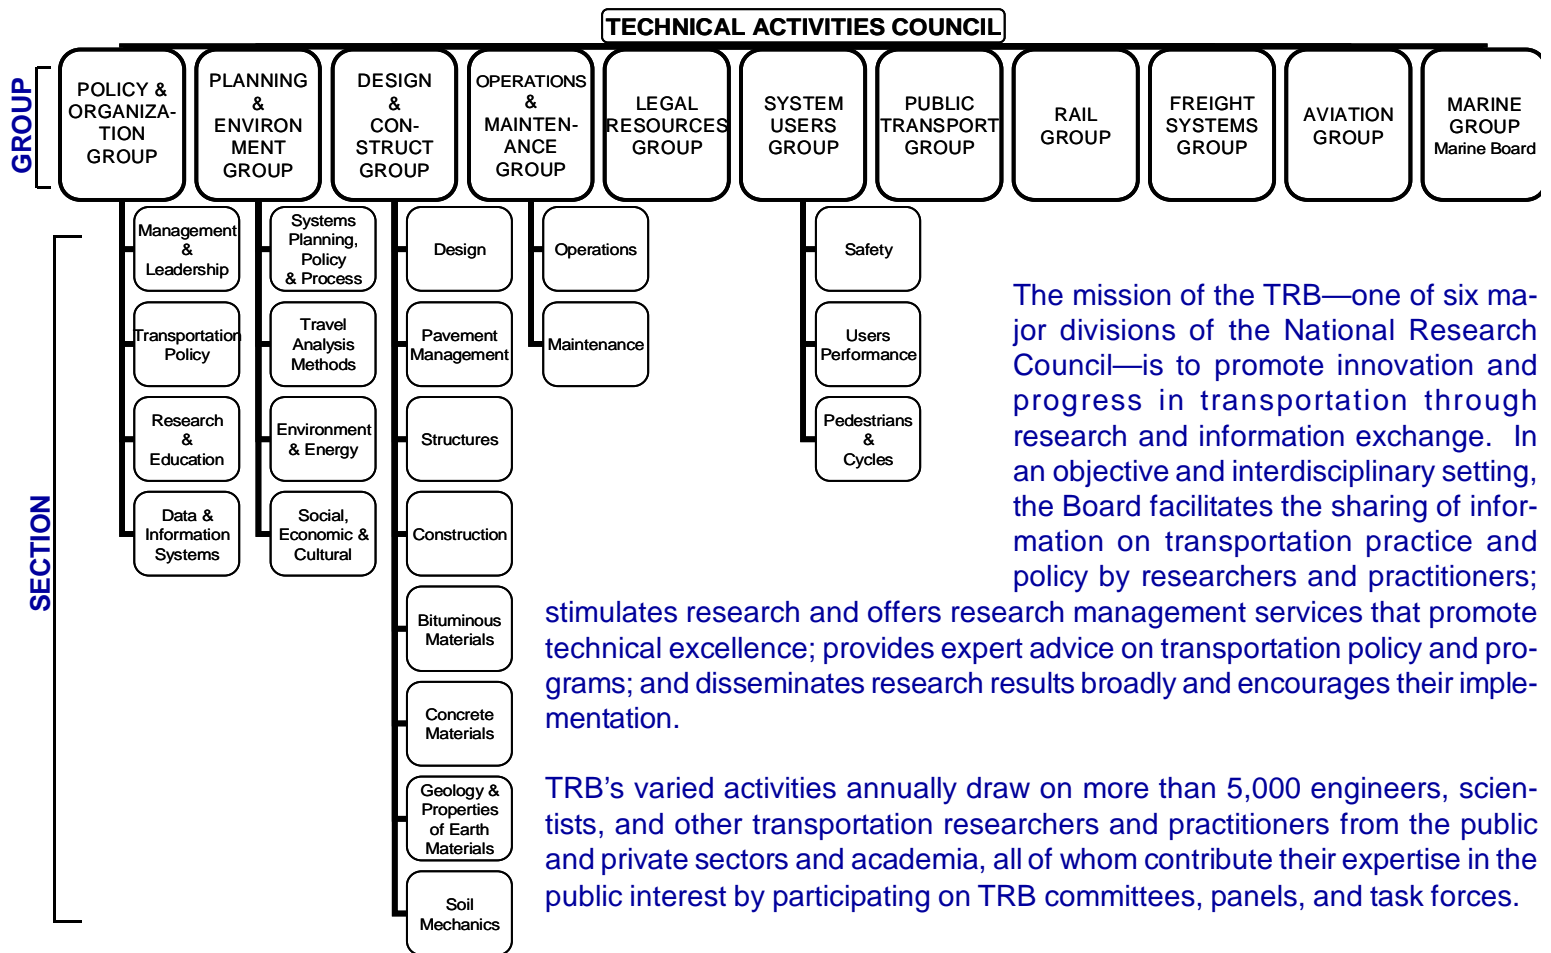 TECHNICAL ACTIVITIES COUNCIL
GROUP
POLICY &
ORGANIZA-
TION
GROUP
PLANNING
&
ENVIRON
MENT
GROUP
DESIGN
&
CON-
STRUCT
GROUP
OPERATIONS
&
MAINTEN-
ANCE
GROUP
LEGAL
RESOURCES
GROUP
SYSTEM
USERS
GROUP
PUBLIC
TRANSPORT
GROUP
RAIL
GROUP
FREIGHT
SYSTEMS
GROUP
AVIATION
GROUP
MARINE
GROUP
Marine Board
SECTION
Management
&
Leadership
Transportation
Policy
Research
&
Education
Data &
Information
Systems
Systems
Planning,
Policy
& Process
Travel
Analysis
Methods
Environment
& Energy
Social,
Economic &
Cultural
Design
Pavement
Management
Structures
Construction
Bituminous
Materials
Concrete
Materials
Geology &
Properties
of Earth
Materials
Soil
Mechanics
Operations
Maintenance
Safety
Users
Performance
Pedestrians
&
Cycles
The mission of the TRB—one of six ma-
jor divisions of the National Research
Council—is to promote innovation and
progress in transportation through
research and information exchange. In
an objective and interdisciplinary setting,
the Board facilitates the sharing of infor-
mation on transportation practice and
policy by researchers and practitioners;
stimulates research and offers research management services that promote
technical excellence; provides expert advice on transportation policy and pro-
grams; and disseminates research results broadly and encourages their imple-
mentation.
TRB's varied activities annually draw on more than 5,000 engineers, scien-
tists, and other transportation researchers and practitioners from the public
and private sectors and academia, all of whom contribute their expertise in the
public interest by participating on TRB committees, panels, and task forces.